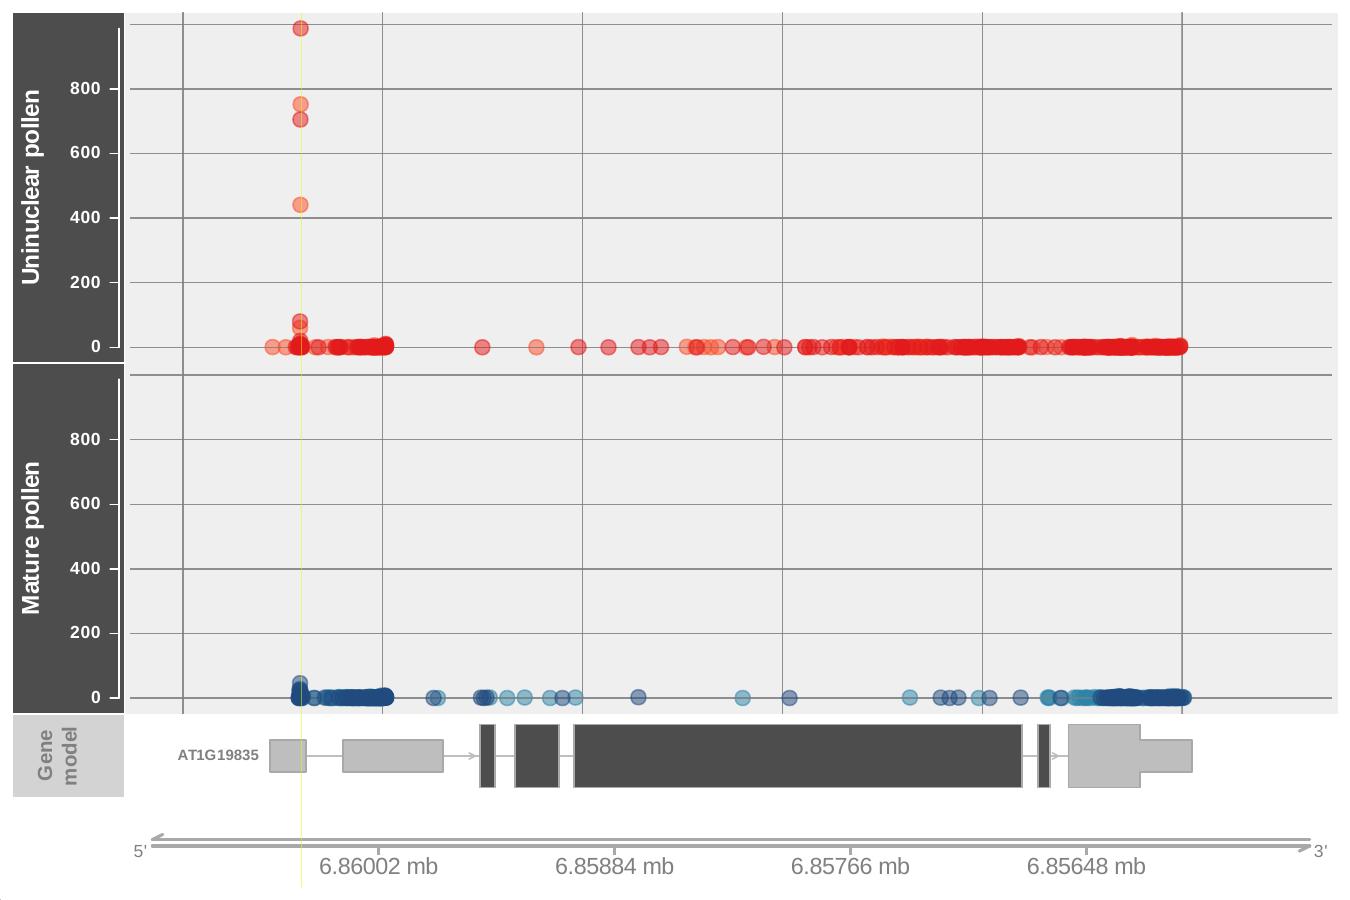 Uninuclear pollen
800
600
400
200
0
Mature pollen
800
600
400
200
0
Gene
model
AT1G19835
5'
3'
6.86002 mb
6.85884 mb
6.85766 mb
6.85648 mb